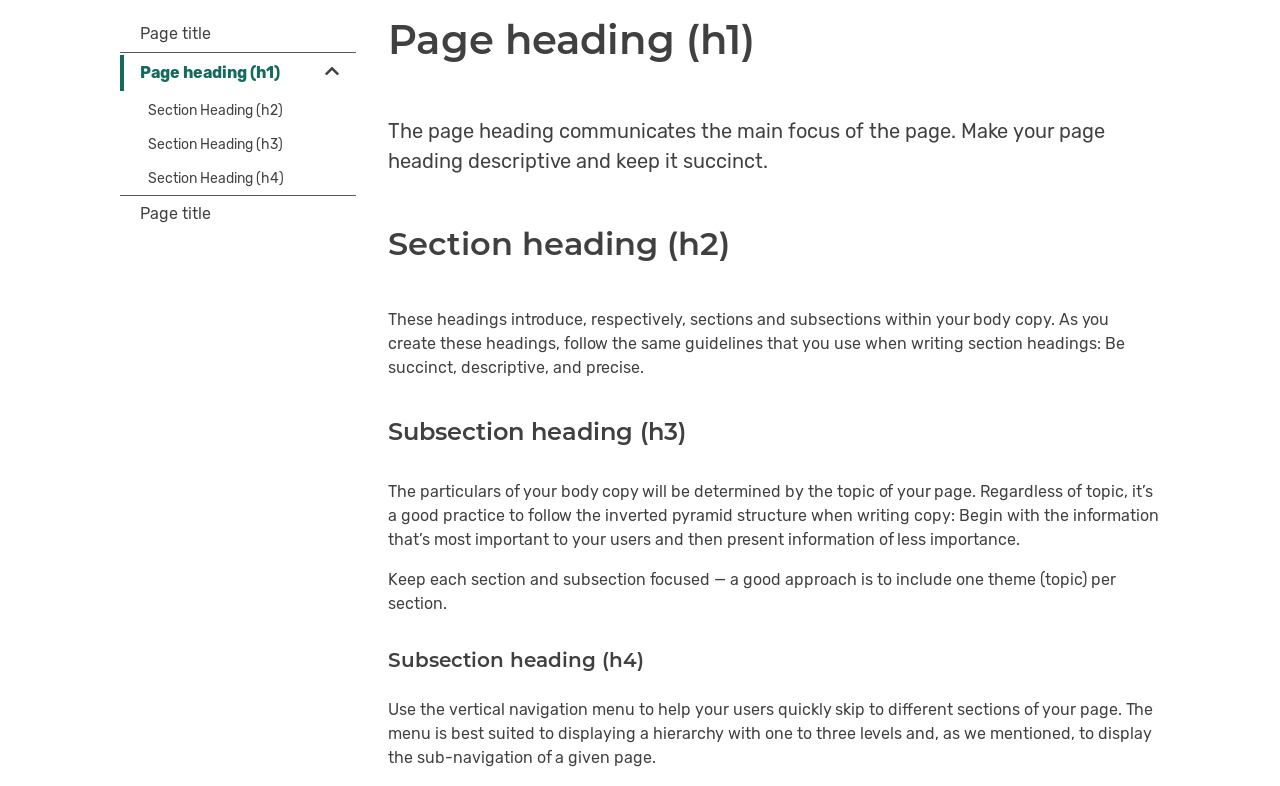 Page title
Page heading (h1)
Section Heading (h2)
Section Heading (h3)
Section Heading (h4)
Page title
Page heading (h1)
The page heading communicates the main focus of the page. Make your page
heading descriptive and keep it succinct.
Section heading (h2)
These headings introduce, respectively, sections and subsections within your body copy. As you
create these headings, follow the same guidelines that you use when writing section headings: Be
succinct, descriptive, and precise.
Subsection heading (h3)
The particulars of your body copy will be determined by the topic of your page. Regardless of topic, it’s
a good practice to follow the inverted pyramid structure when writing copy: Begin with the information
that’s most important to your users and then present information of less importance.
Keep each section and subsection focused — a good approach is to include one theme (topic) per
section.
Subsection heading (h4)
Use the vertical navigation menu to help your users quickly skip to different sections of your page. The
menu is best suited to displaying a hierarchy with one to three levels and, as we mentioned, to display
the sub-navigation of a given page.